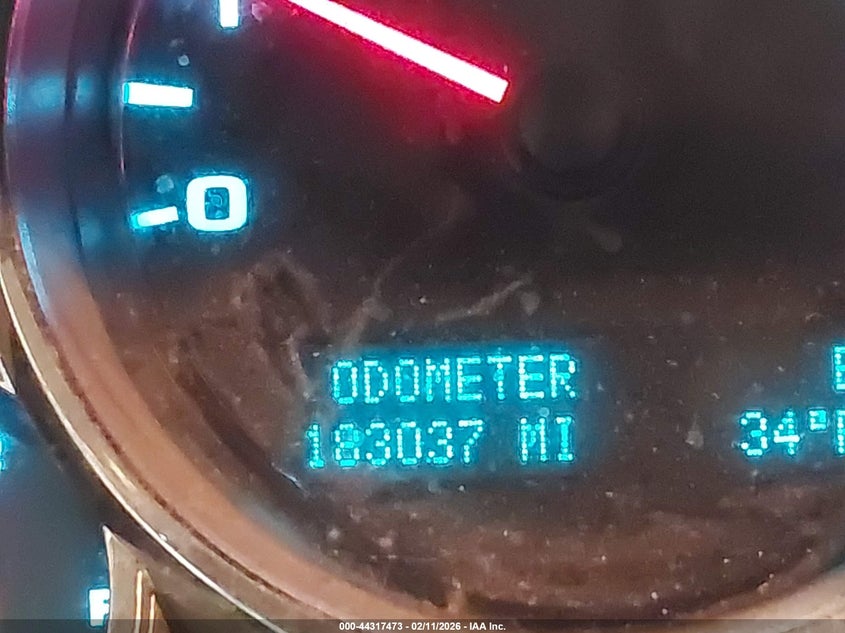 0
ODOMETER
183037 MI
34°F
000-44317473 - 02/11/2026 - IAA Inc.